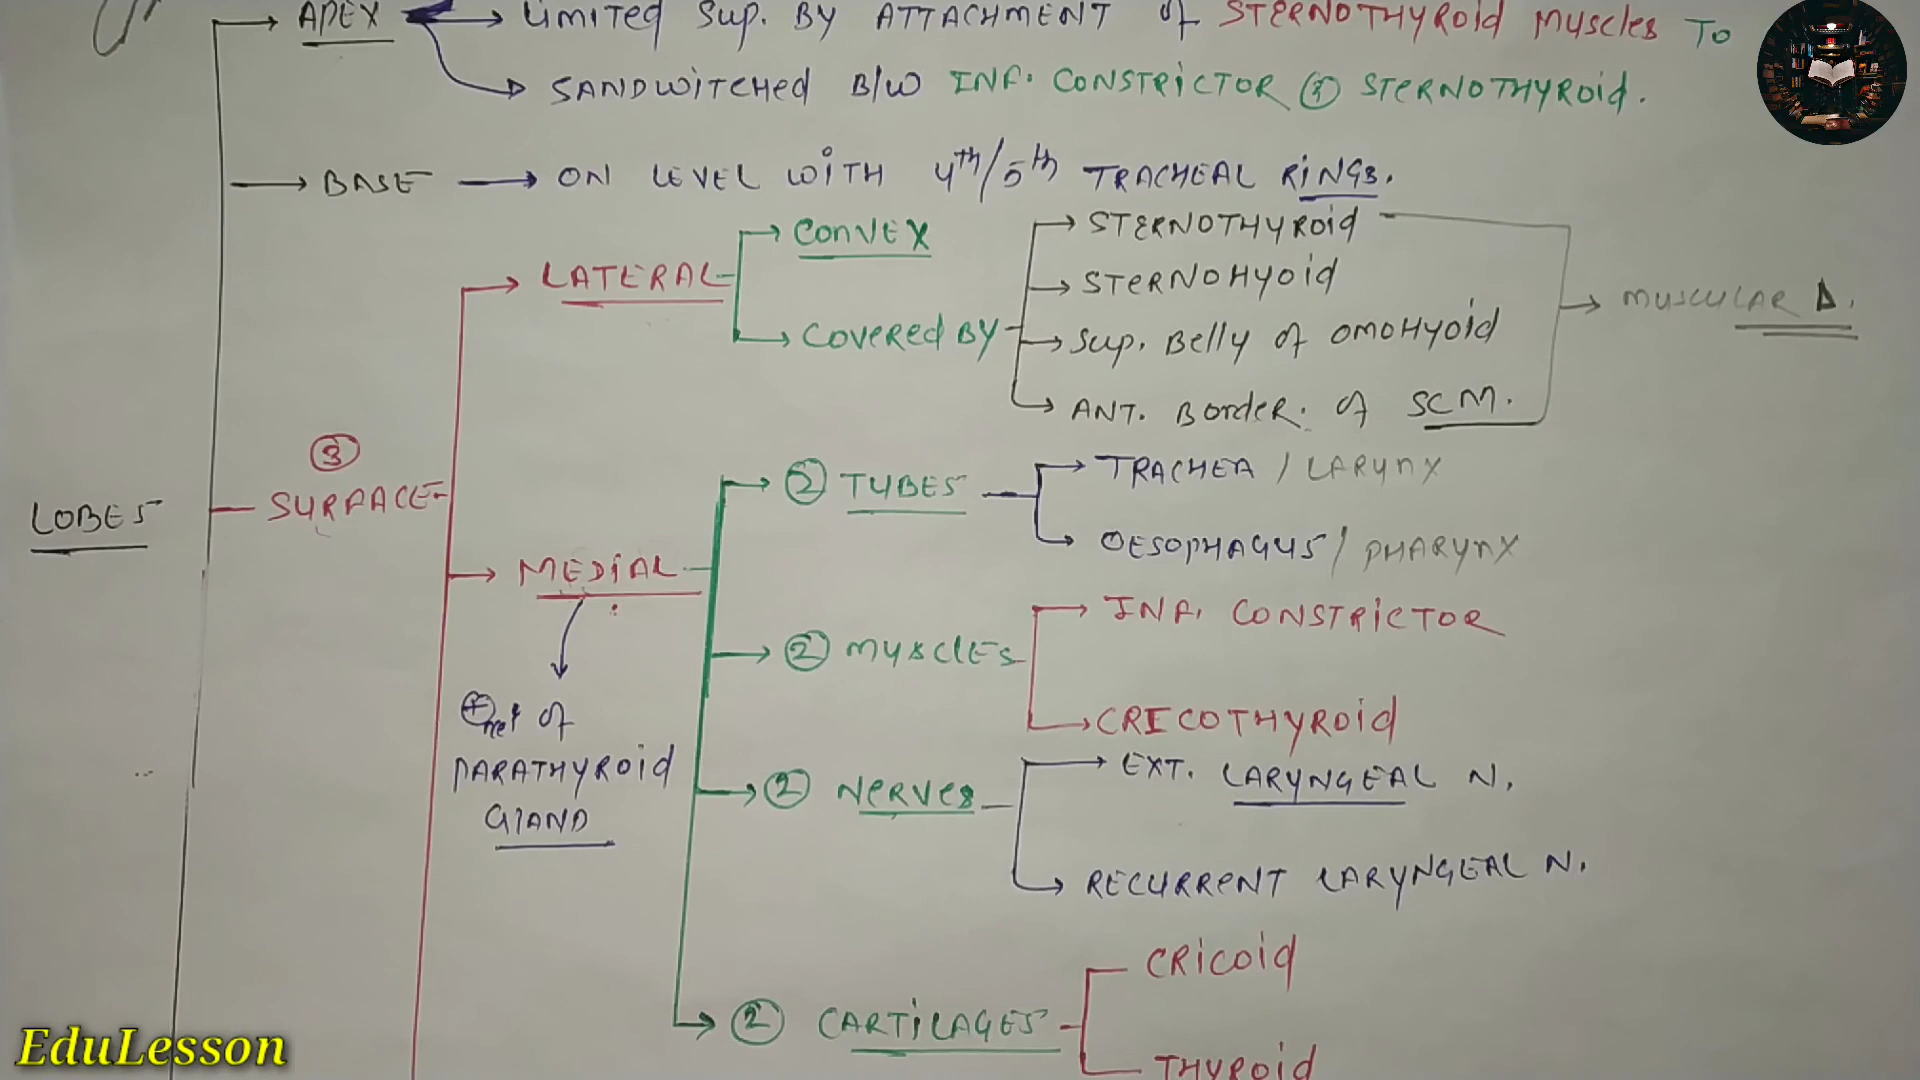 APEX → LIMITED SUP. BY ATTACHMENT of STERNOTHYROID MUSCLES TO
SANDWITCHED B/W INF. CONSTRICTOR & STERNOTHYROID.
BASE → ON LEVEL WITH 4th/5th TRACHEAL RINGS.
LOBES
③
SURFACE
LATERAL
CONVEX
COVERED BY
STERNOTHYROID
STERNOHYOID
SUP. BELLY OF OMOHYOID
ANT. BORDER. OF SCM.
MUSCULAR Δ.
MEDIAL
of
PARATHYROID
GLAND
② TUBES
TRACHEA / LARYNX
OESOPHAGUS / PHARYNX
② MUSCLES
INF. CONSTRICTOR
CRICOTHYROID
② NERVES
EXT. LARYNGEAL N.
RECURRENT LARYNGEAL N.
② CARTILAGES
CRICOID
THYROID
EduLesson